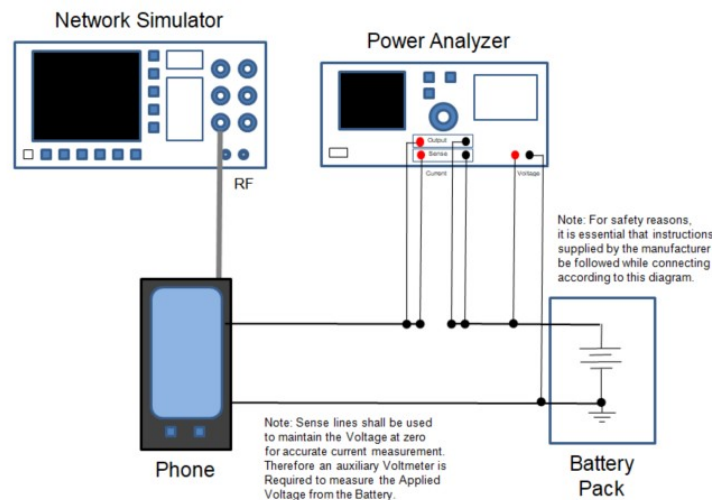 Network Simulator
Power Analyzer
Output
Sense
Current
Voltage
RF
Note: For safety reasons,
it is essential that instructions
supplied by the manufacturer
be followed while connecting
according to this diagram.
Note: Sense lines shall be used
to maintain the Voltage at zero
for accurate current measurement.
Therefore an auxiliary Voltmeter is
Required to measure the Applied
Voltage from the Battery.
Phone
Battery
Pack